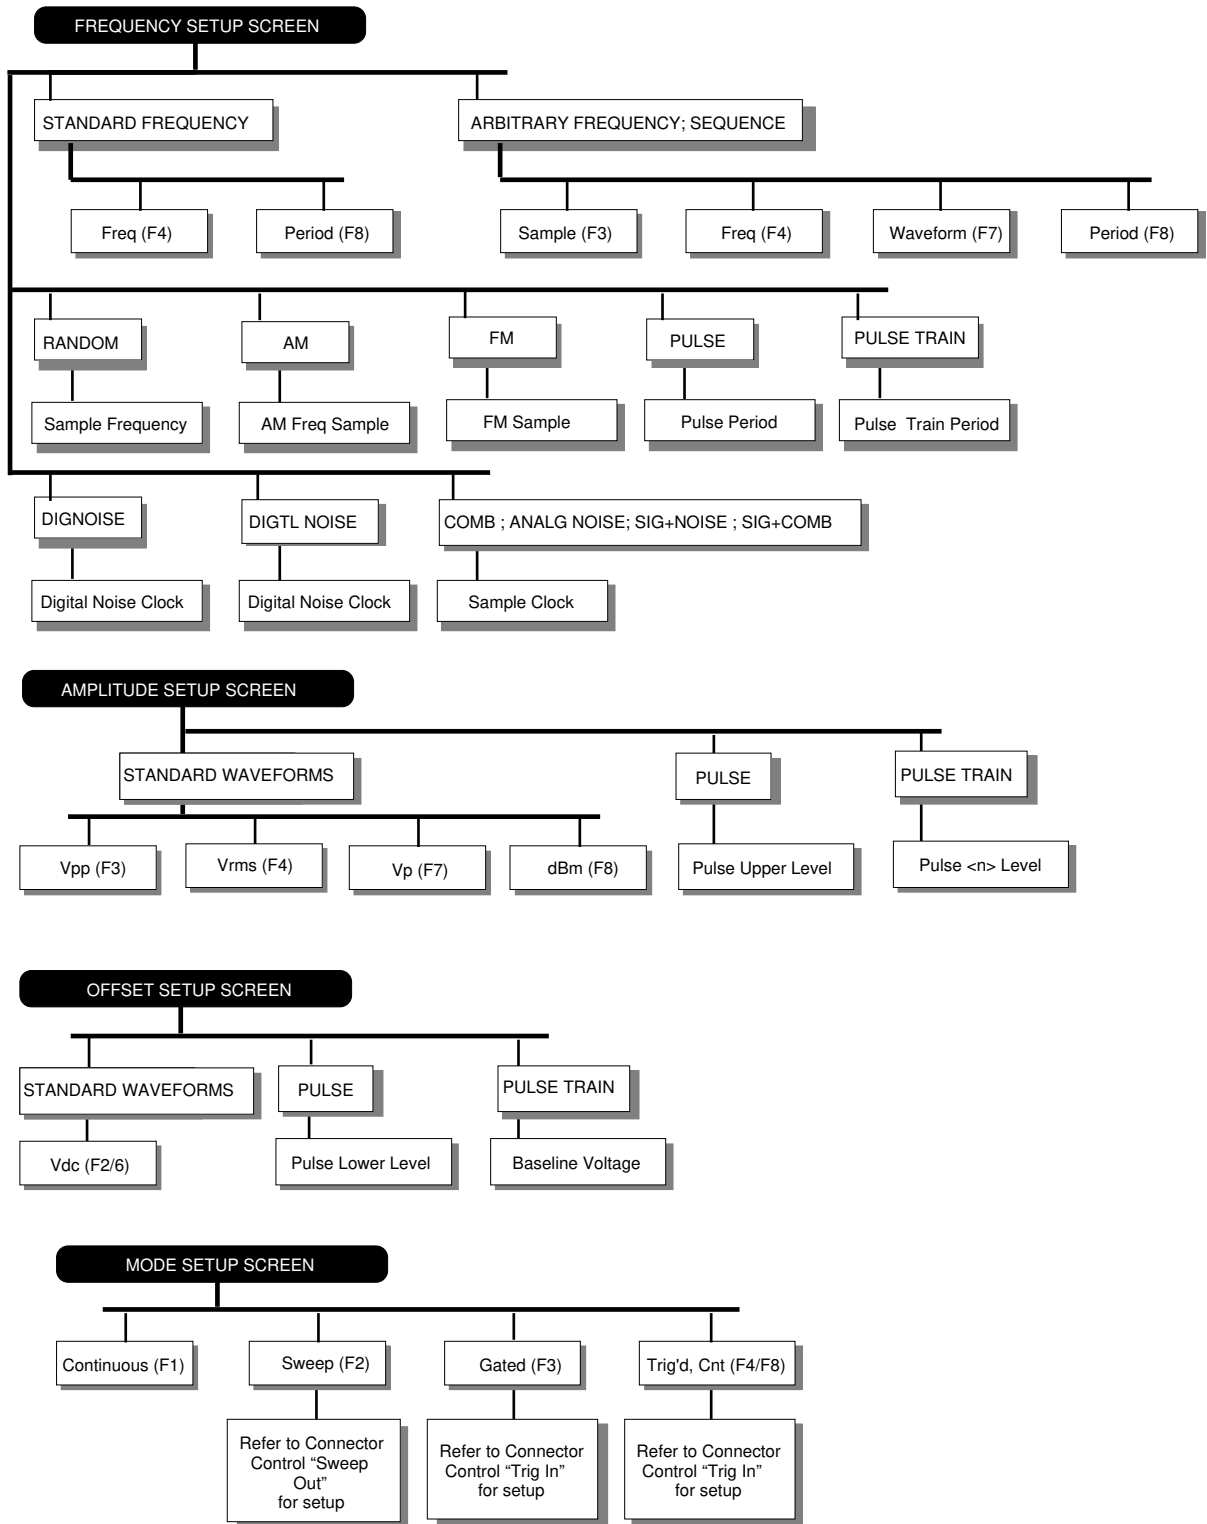 FREQUENCY SETUP SCREEN
STANDARD FREQUENCY
ARBITRARY FREQUENCY; SEQUENCE
Freq (F4)
Period (F8)
Sample (F3)
Freq (F4)
Waveform (F7)
Period (F8)
RANDOM
AM
FM
PULSE
PULSE TRAIN
Sample Frequency
AM Freq Sample
FM Sample
Pulse Period
Pulse Train Period
DIGNOISE
DIGTL NOISE
COMB ; ANALG NOISE; SIG+NOISE ; SIG+COMB
Digital Noise Clock
Digital Noise Clock
Sample Clock
AMPLITUDE SETUP SCREEN
STANDARD WAVEFORMS
PULSE
PULSE TRAIN
Vpp (F3)
Vrms (F4)
Vp (F7)
dBm (F8)
Pulse Upper Level
Pulse <n> Level
OFFSET SETUP SCREEN
STANDARD WAVEFORMS
PULSE
PULSE TRAIN
Vdc (F2/6)
Pulse Lower Level
Baseline Voltage
MODE SETUP SCREEN
Continuous (F1)
Sweep (F2)
Gated (F3)
Trig'd, Cnt (F4/F8)
Refer to Connector
Control “Sweep
Out”
for setup
Refer to Connector
Control “Trig In”
for setup
Refer to Connector
Control “Trig In”
for setup